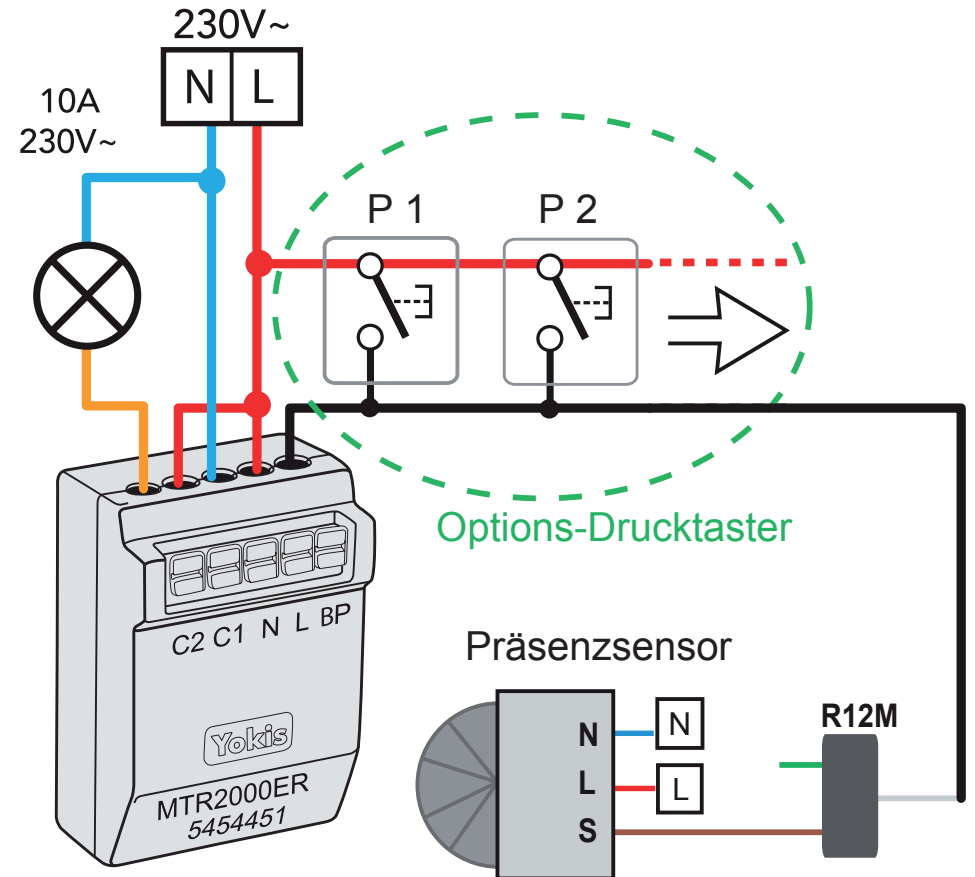 230V~
N L
10A
230V~
P 1 P 2
Options-Drucktaster
C2 C1 N L BP
Yokis
MTR2000ER
5454451
Präsenzsensor
R12M
N N
L L
S